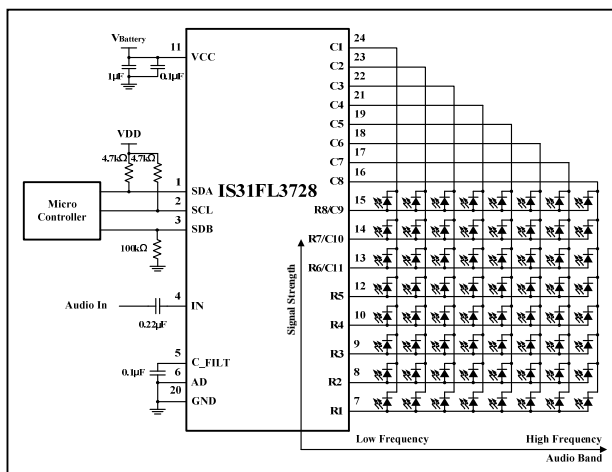 VBattery
11
VCC
1µF
0.1µF
VDD
4.7kΩ
4.7kΩ
Micro
Controller
1
SDA
2
SCL
3
SDB
100kΩ
Audio In
4
IN
0.22µF
5
C_FILT
0.1µF
6
AD
20
GND
IS31FL3728
24
C1
23
C2
22
C3
21
C4
19
C5
18
C6
17
C7
16
C8
15
R8/C9
14
R7/C10
13
R6/C11
12
R5
10
R4
9
R3
8
R2
7
R1
Signal Strength
Low Frequency
High Frequency
Audio Band